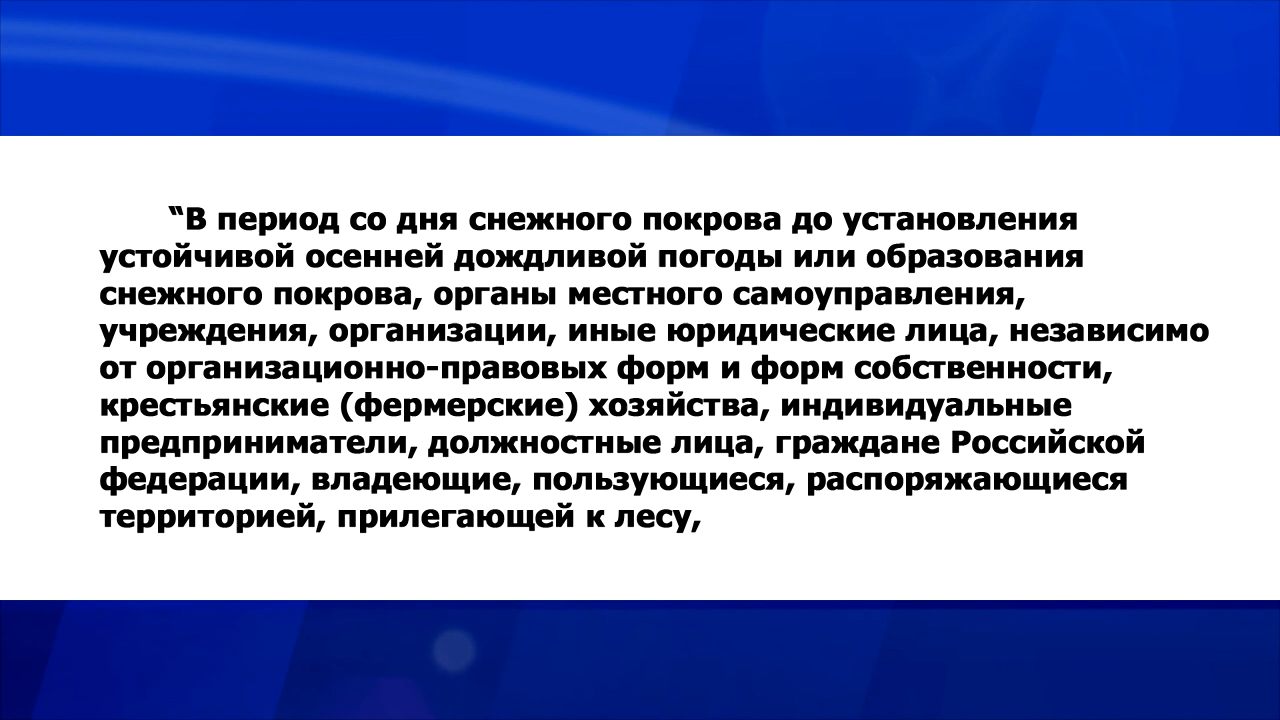 “В период со дня снежного покрова до установления
устойчивой осенней дождливой погоды или образования
снежного покрова, органы местного самоуправления,
учреждения, организации, иные юридические лица, независимо
от организационно-правовых форм и форм собственности,
крестьянские (фермерские) хозяйства, индивидуальные
предприниматели, должностные лица, граждане Российской
федерации, владеющие, пользующиеся, распоряжающиеся
территорией, прилегающей к лесу,